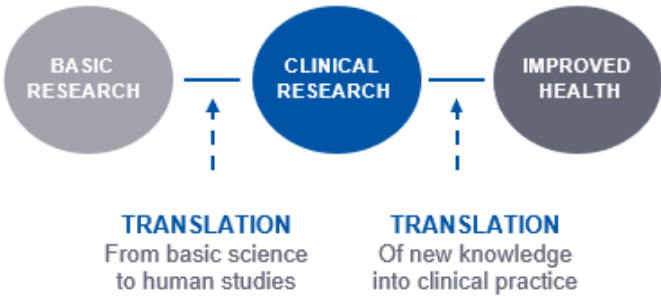 BASIC
RESEARCH
CLINICAL
RESEARCH
IMPROVED
HEALTH
TRANSLATION
From basic science
to human studies
TRANSLATION
Of new knowledge
into clinical practice